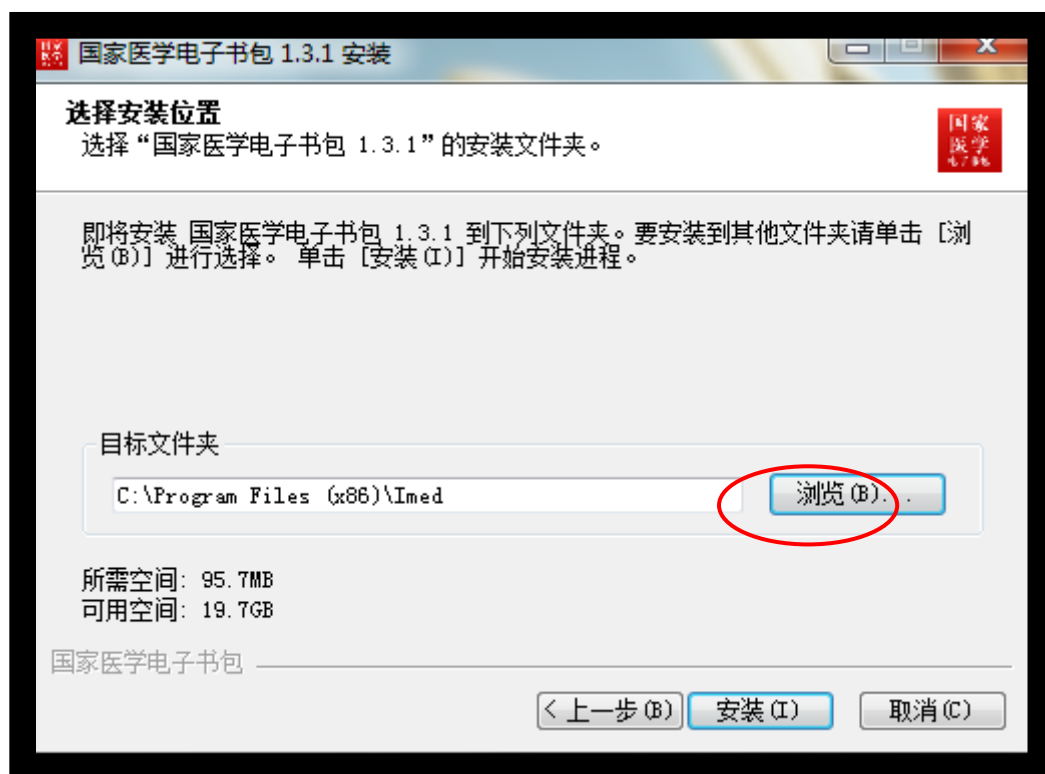 国家医学电子书包 1.3.1 安装
选择安装位置
选择“国家医学电子书包 1.3.1”的安装文件夹。
国家
医学
电子书包
即将安装 国家医学电子书包 1.3.1 到下列文件夹。要安装到其他文件夹请单击 [浏
览(B)] 进行选择。 单击 [安装(I)] 开始安装进程。
目标文件夹
C:\Program Files (x86)\Imed
浏览(B)...
所需空间: 95.7MB
可用空间: 19.7GB
国家医学电子书包
< 上一步(B)
安装(I)
取消(C)